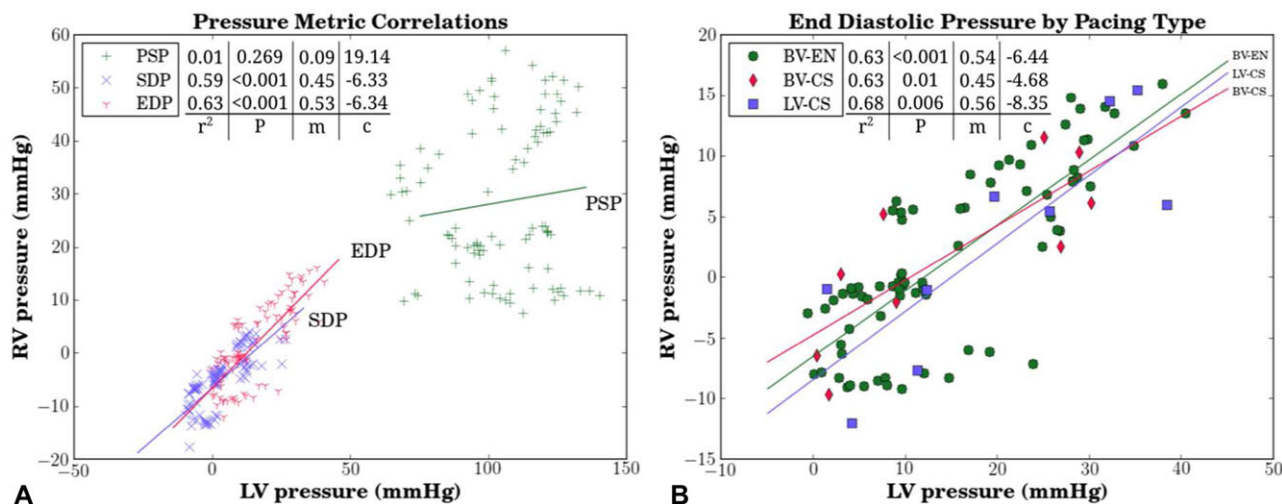 Pressure Metric Correlations
PSP 0.01 0.269 0.09 19.14
SDP 0.59 <0.001 0.45 -6.33
EDP 0.63 <0.001 0.53 -6.34
r² P m c
PSP
EDP
SDP
60
50
40
30
20
10
0
−10
−20
RV pressure (mmHg)
−50 0 50 100 150
LV pressure (mmHg)
A
End Diastolic Pressure by Pacing Type
BV-EN 0.63 <0.001 0.54 -6.44
BV-CS 0.63 0.01 0.45 -4.68
LV-CS 0.68 0.006 0.56 -8.35
r² P m c
BV-EN
LV-CS
BV-CS
20
15
10
5
0
−5
−10
−15
RV pressure (mmHg)
−10 0 10 20 30 40 50
LV pressure (mmHg)
B